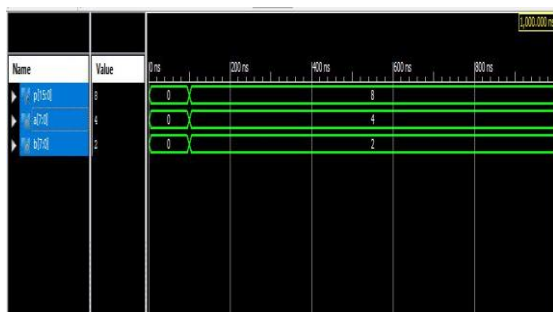 1,000.000 ns
Name Value 0 ns 200 ns 400 ns 600 ns 800 ns
p[15:0] 8 0 8
a[7:0] 4 0 4
b[7:0] 2 0 2